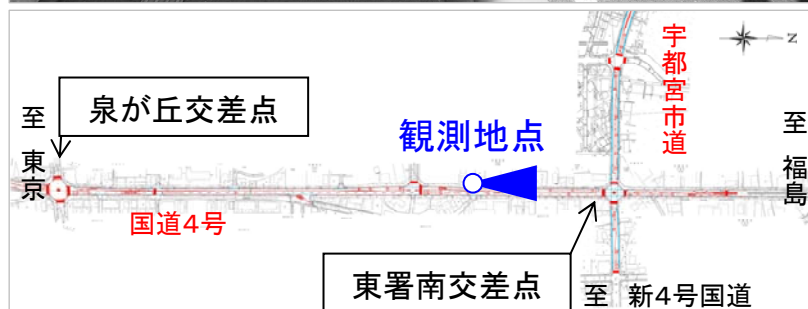 至 東京
泉が丘交差点
国道4号
観測地点
東署南交差点
宇都宮市道
N
至 福島
至 新4号国道